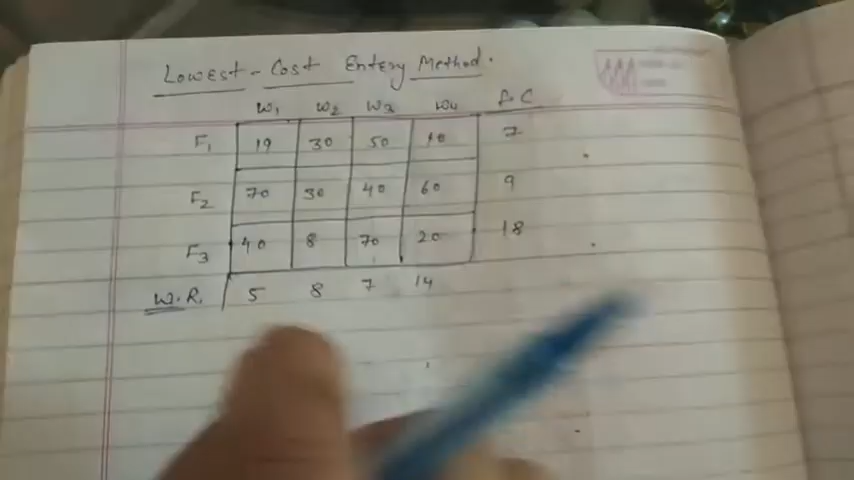 Lowest-Cost Entery Method.
W1 W2 W3 W4 F.C
F1 19 30 50 10 7
F2 70 30 40 60 9
F3 40 8 70 20 18
W.R. 5 8 7 14